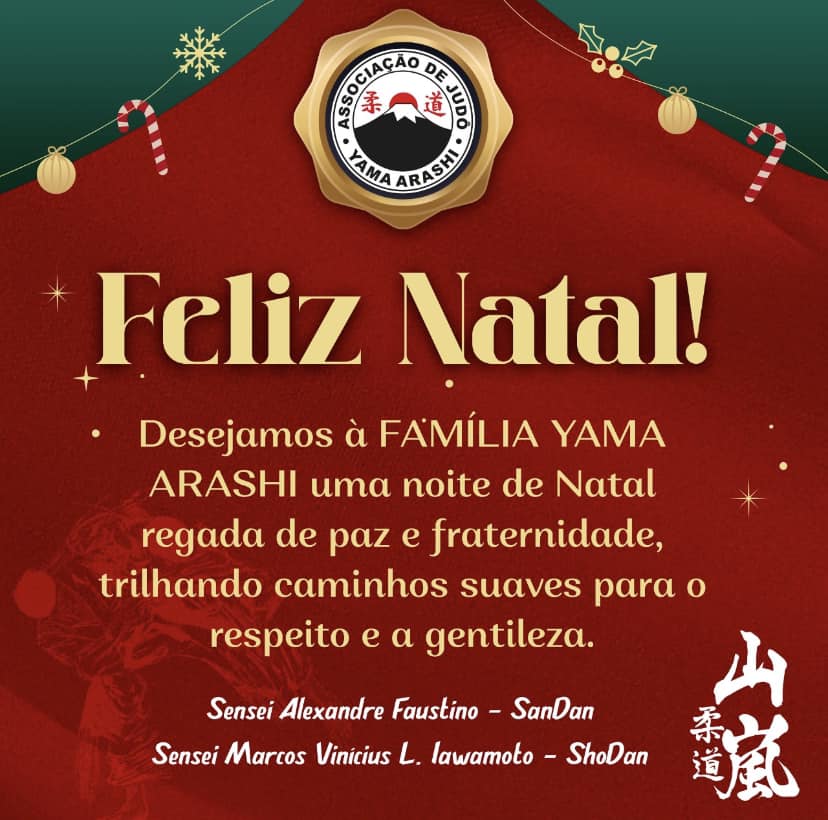 ASSOCIAÇÃO DE JUDÔ
柔道
• YAMA ARASHI •
Feliz Natal!
Desejamos à FAMÍLIA YAMA
ARASHI uma noite de Natal
regada de paz e fraternidade,
trilhando caminhos suaves para o
respeito e a gentileza.
Sensei Alexandre Faustino - SanDan
Sensei Marcos Vinícius L. Iawamoto - ShoDan
山嵐
柔道